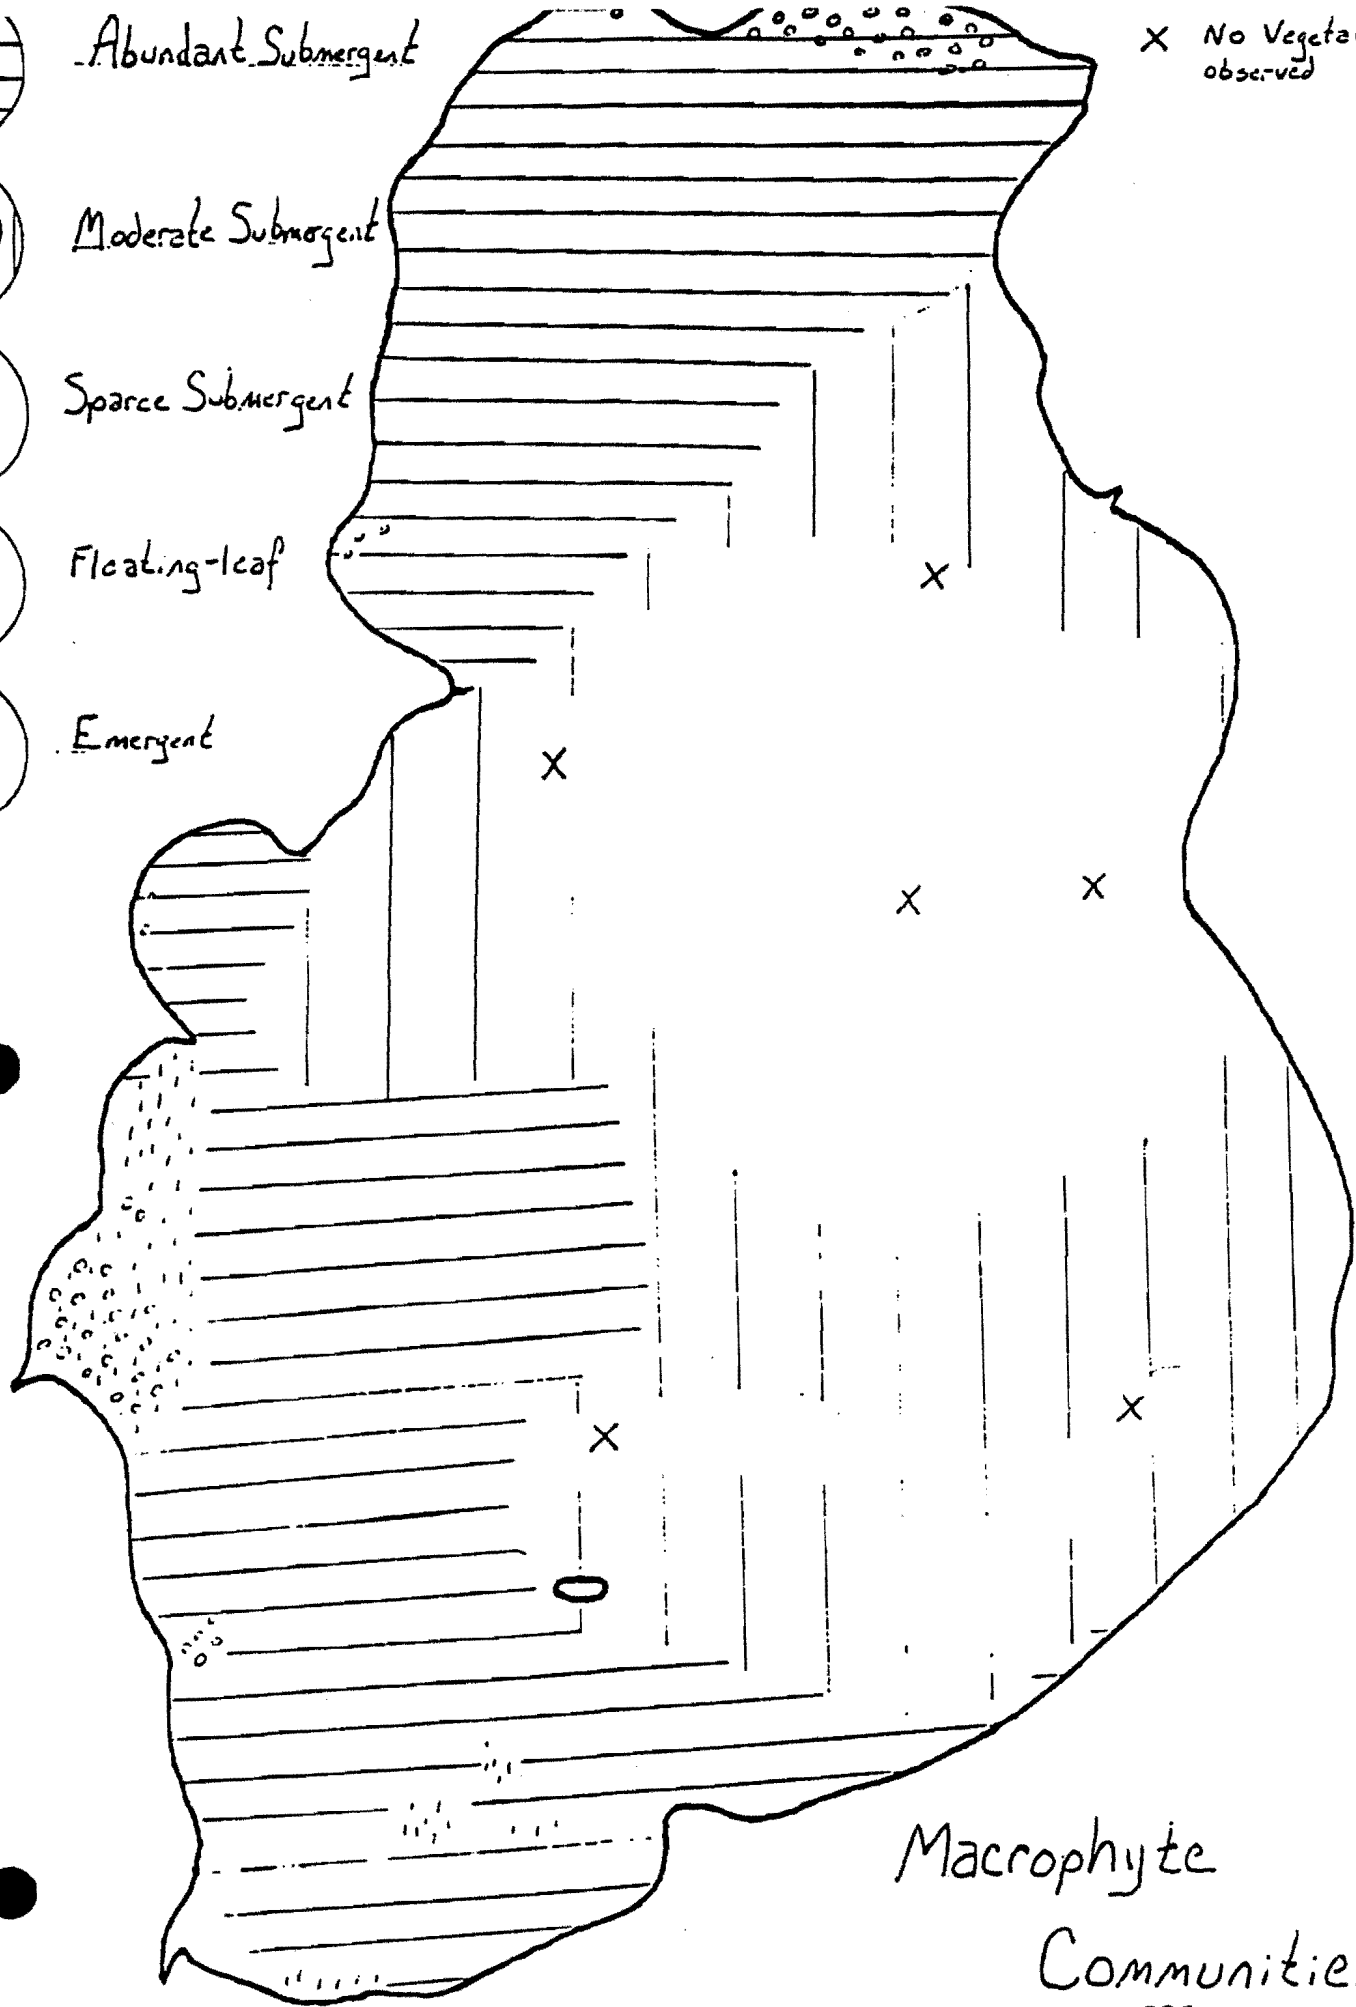 Abundant Submergent
X No Vegeta
observed
Moderate Submergent
Sparce Submergent
Floating-leaf
Emergent
X
X
X
X
X
X
Macrophyte
Communitie